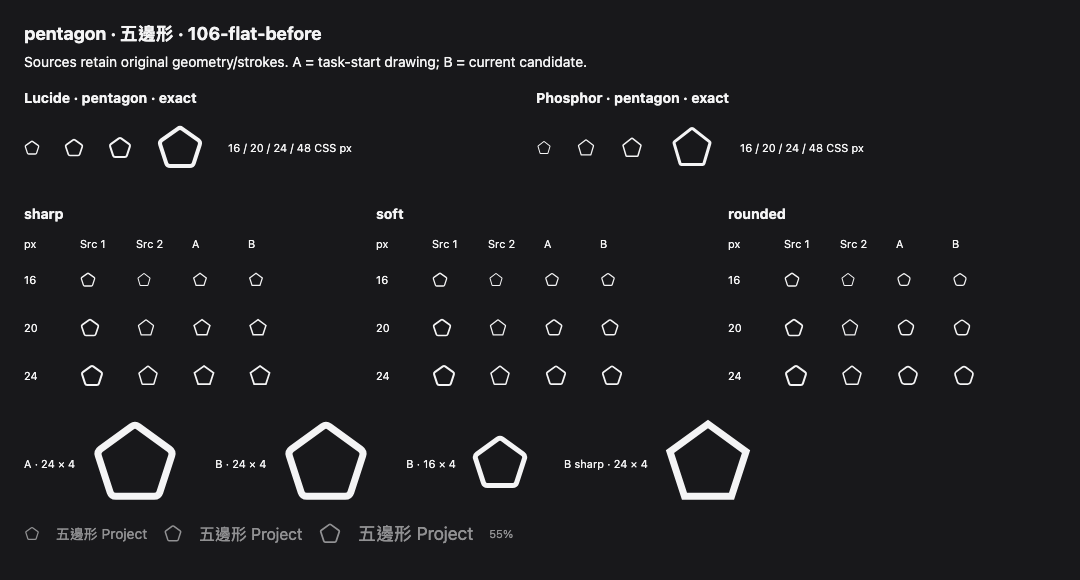 pentagon · 五邊形 · 106-flat-before
Sources retain original geometry/strokes. A = task-start drawing; B = current candidate.
Lucide · pentagon · exact
16 / 20 / 24 / 48 CSS px
Phosphor · pentagon · exact
16 / 20 / 24 / 48 CSS px
sharp
px Src 1 Src 2 A B
16
20
24
soft
px Src 1 Src 2 A B
16
20
24
rounded
px Src 1 Src 2 A B
16
20
24
A · 24 × 4
B · 24 × 4
B · 16 × 4
B sharp · 24 × 4
五邊形 Project 五邊形 Project 五邊形 Project 55%